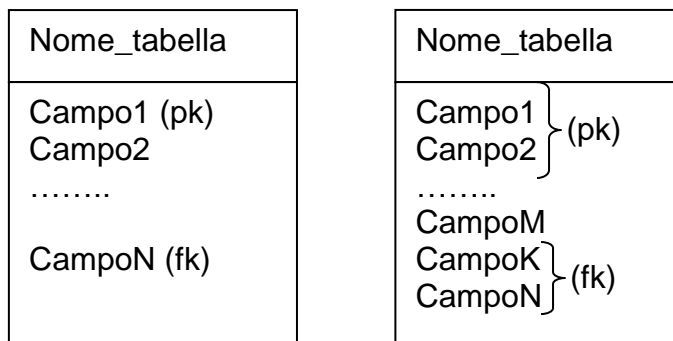 Nome_tabella
Campo1 (pk)
Campo2
……..
CampoN (fk)
Nome_tabella
Campo1
Campo2
(pk)
……..
CampoM
CampoK
CampoN
(fk)